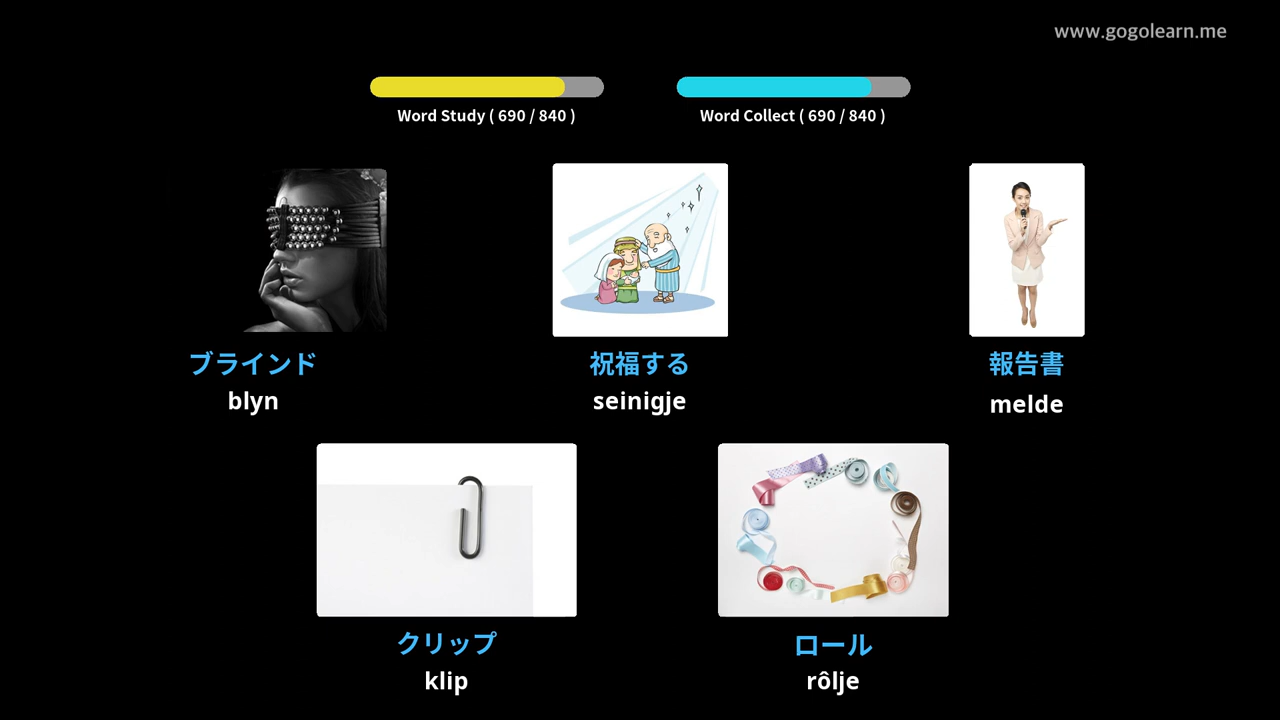 www.gogolearn.me
Word Study ( 690 / 840 )
Word Collect ( 690 / 840 )
ブラインド
blyn
祝福する
seinigje
報告書
melde
クリップ
klip
ロール
rôlje